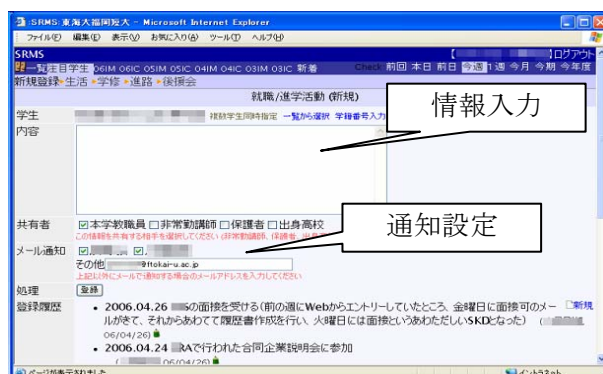 :SRMS:東海大福岡短大 - Microsoft Internet Explorer
ファイル(F) 編集(E) 表示(V) お気に入り(A) ツール(T) ヘルプ(H)
SRMS 【 】ログアウト
一覧注目学生 06IM 06IC 05IM 05IC 04IM 04IC 03IM 03IC 新着 Check 前回 本日 前日 今週 1週 今月 今期 今年度
新規登録 生活 学修 進路 後援会
就職/進学活動 (新規)
学生 複数学生同時指定 一覧から選択 学籍番号入力
情報入力
内容
共有者 本学教職員 非常勤講師 保護者 出身高校
この情報を共有する相手を選択してください (非常勤講師、保護者、
通知設定
メール通知
その他 @ftokai-u.ac.jp
上記以外にメールで通知する場合のメールアドレスを入力してください
処理 登録
登録履歴 • 2006.04.26 Sの面接を受ける(前の週にWebからエントリーしていたところ、金曜日に面接可のメー 新規
ルがきて、それからあわてて履歴書作成を行い、火曜日には面接というあわただしいSKDとなった) (
06/04/26)
• 2006.04.24 RAで行われた合同企業説明会に参加
( 06/04/26)
ページが表示されました イントラネット